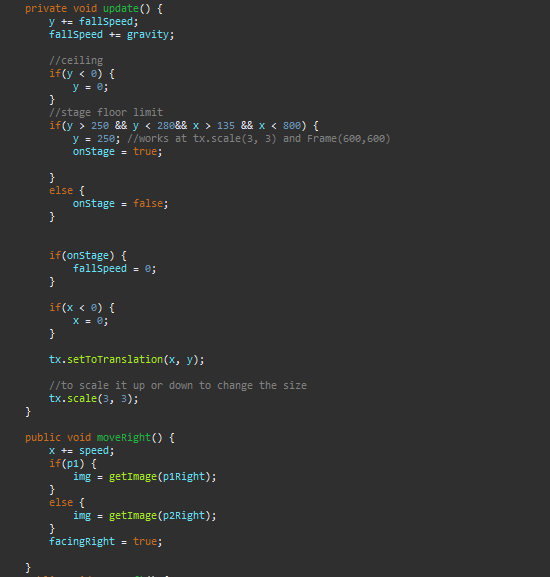 private void update() {
y += fallSpeed;
fallSpeed += gravity;
//ceiling
if(y < 0) {
y = 0;
}
//stage floor limit
if(y > 250 && y < 280&& x > 135 && x < 800) {
y = 250; //works at tx.scale(3, 3) and Frame(600,600)
onStage = true;
}
else {
onStage = false;
}
if(onStage) {
fallSpeed = 0;
}
if(x < 0) {
x = 0;
}
tx.setToTranslation(x, y);
//to scale it up or down to change the size
tx.scale(3, 3);
}
public void moveRight() {
x += speed;
if(p1) {
img = getImage(p1Right);
}
else {
img = getImage(p2Right);
}
facingRight = true;
}